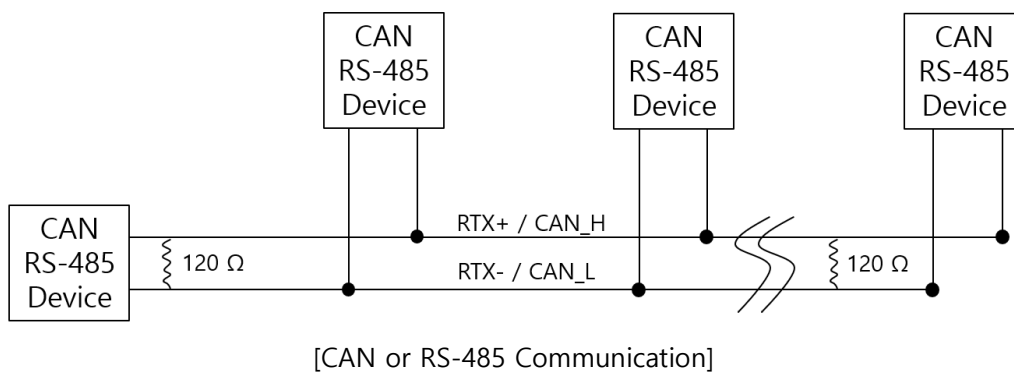 CAN
RS-485
Device
CAN
RS-485
Device
CAN
RS-485
Device
CAN
RS-485
Device
RTX+ / CAN_H
120 Ω
RTX- / CAN_L
120 Ω
[CAN or RS-485 Communication]